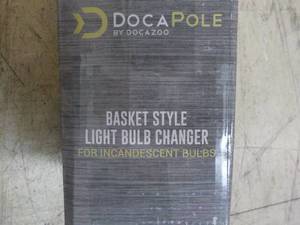 DOCAPOLE
BY DOCAZOO
BASKET STYLE
LIGHT BULB CHANGER
FOR INCANDESCENT BULBS